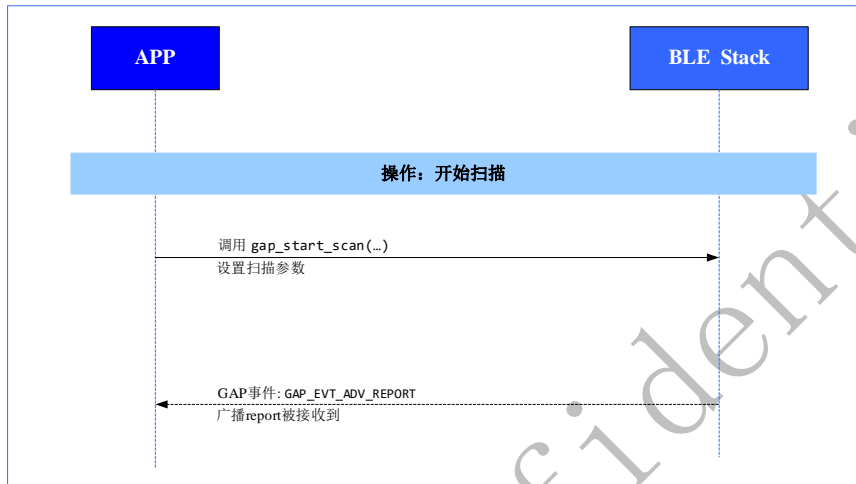 APP
BLE Stack
操作：开始扫描
调用 gap_start_scan(…)
设置扫描参数
GAP事件: GAP_EVT_ADV_REPORT
广播report被接收到
fidenti